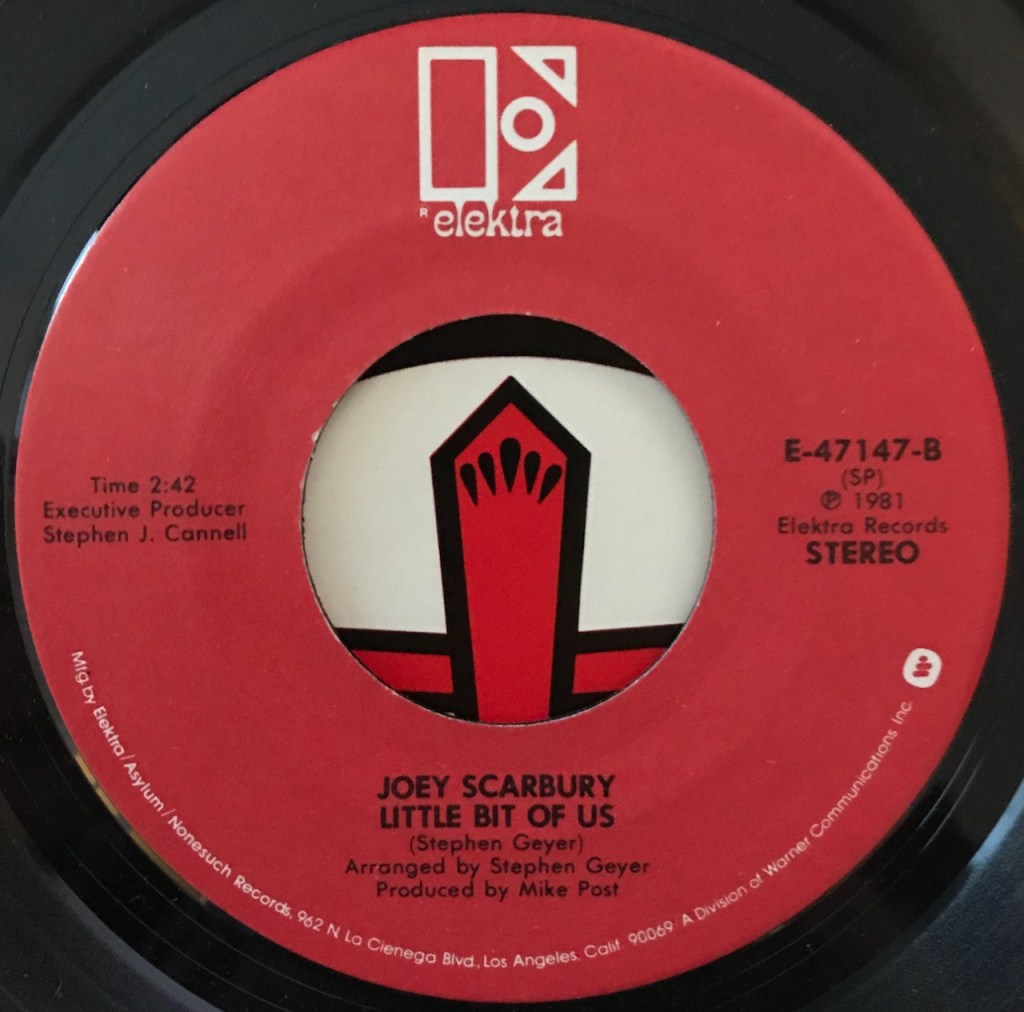 R elektra
Time 2:42
Executive Producer
Stephen J. Cannell
E-47147-B
(SP)
℗ 1981
Elektra Records
STEREO
JOEY SCARBURY
LITTLE BIT OF US
(Stephen Geyer)
Arranged by Stephen Geyer
Produced by Mike Post
Mfg. by Elektra/Asylum/Nonesuch Records, 962 N. La Cienega Blvd., Los Angeles, Calif. 90069/A Division of Warner Communications Inc.